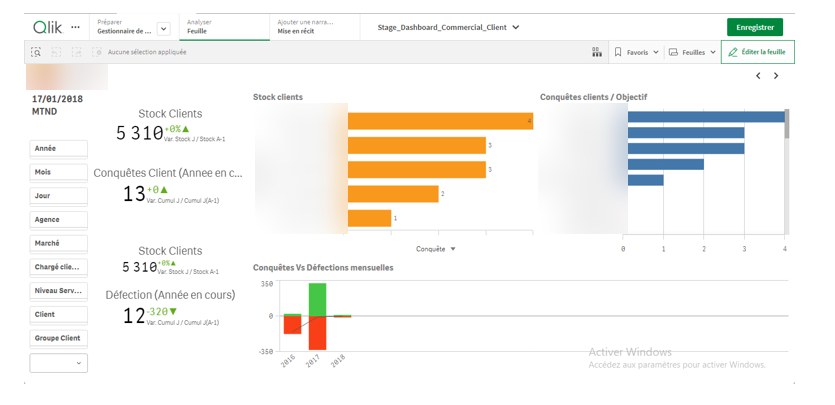 Qlik ...
Préparer
Gestionnaire de ...
Analyser
Feuille
Ajouter une narra...
Mise en récit
Stage_Dashboard_Commercial_Client
Enregistrer
Aucune sélection appliquée
Favoris
Feuilles
Éditer la feuille
17/01/2018
MTND
Année
Mois
Jour
Agence
Marché
Chargé clie...
Niveau Serv...
Client
Groupe Client
Stock Clients
5 310 +0% ▲
Var. Stock J / Stock A-1
Conquêtes Client (Annee en c...
13 +0 ▲
Var. Cumul J / Cumul J(A-1)
Stock Clients
5 310 +0% ▲
Var. Stock J / Stock A-1
Défection (Année en cours)
12 -320 ▼
Var. Cumul J / Cumul J(A-1)
Stock clients
4
3
3
2
1
Conquête ▼
Conquêtes clients / Objectif
0 1 2 3 4
Conquêtes Vs Défections mensuelles
350
0
-350
2016 2017 2018
Activer Windows
Accédez aux paramètres pour activer Windows.